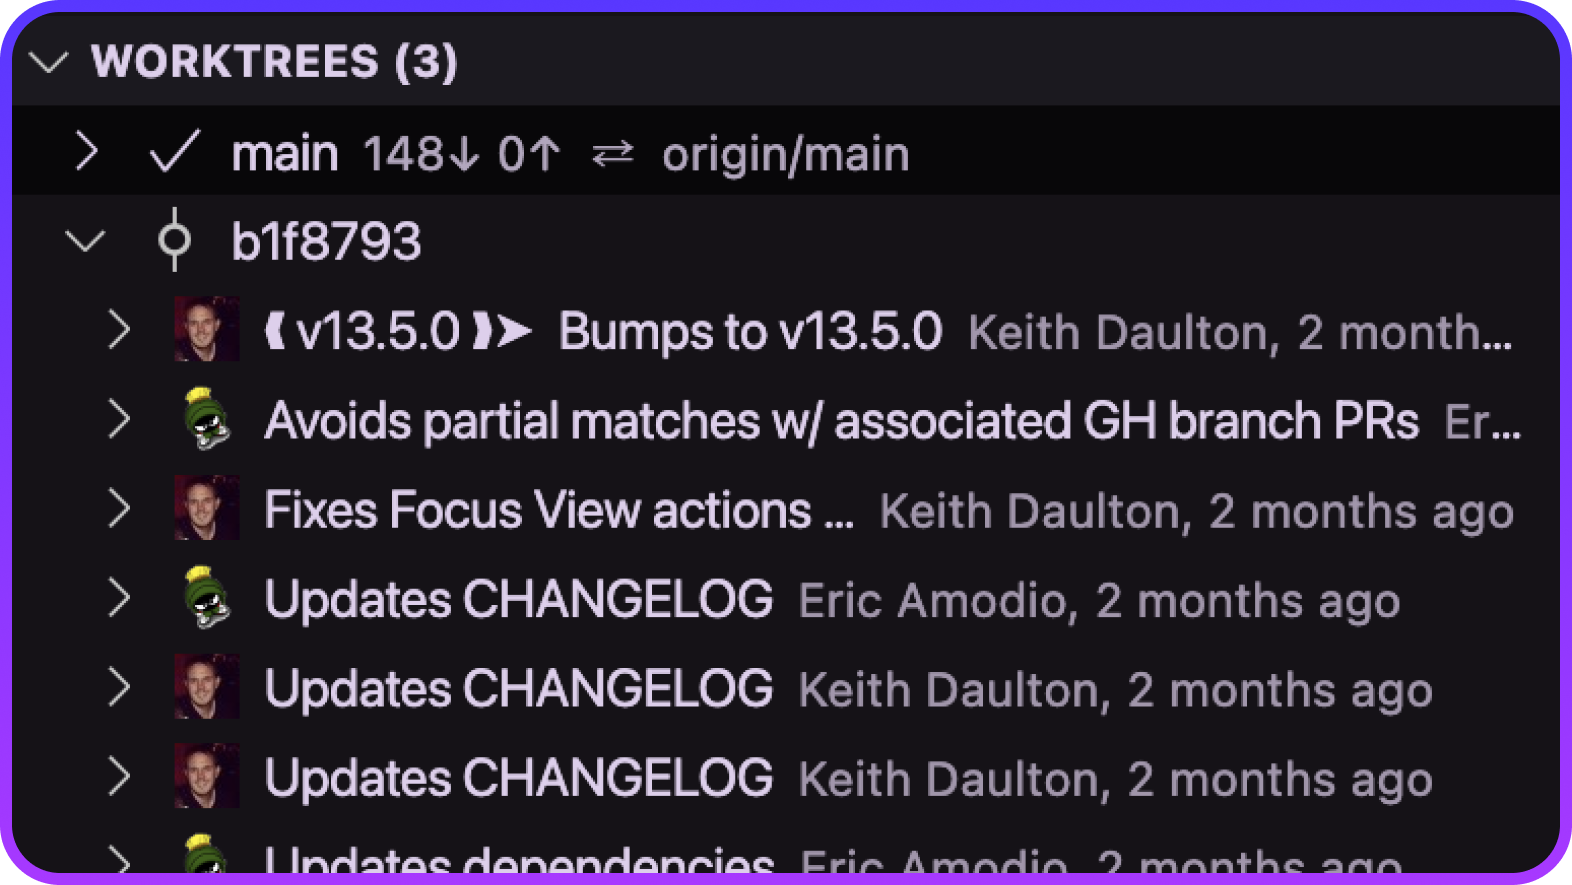 WORKTREES (3)
main 148↓ 0↑ ⇄ origin/main
b1f8793
⦗ v13.5.0 ⦘➤ Bumps to v13.5.0 Keith Daulton, 2 month...
Avoids partial matches w/ associated GH branch PRs Er...
Fixes Focus View actions ... Keith Daulton, 2 months ago
Updates CHANGELOG Eric Amodio, 2 months ago
Updates CHANGELOG Keith Daulton, 2 months ago
Updates CHANGELOG Keith Daulton, 2 months ago
Updates dependencies Eric Amodio, 2 months ago